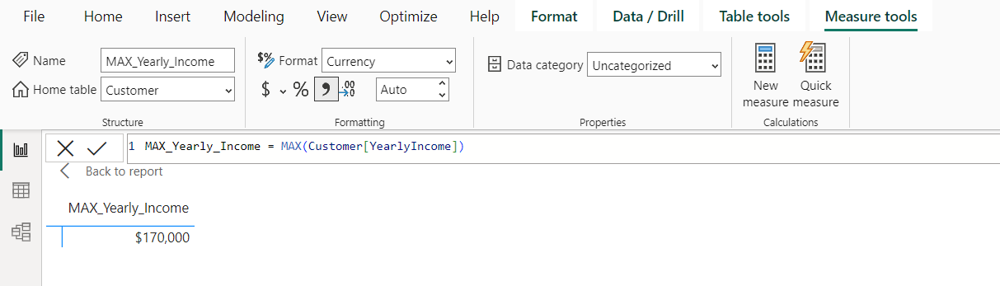 File Home Insert Modeling View Optimize Help Format Data / Drill Table tools Measure tools
Name MAX_Yearly_Income $% Format Currency Data category Uncategorized New measure Quick measure
Home table Customer $ % , .00 .0 Auto
Structure Formatting Properties Calculations
1 MAX_Yearly_Income = MAX(Customer[YearlyIncome])
Back to report
MAX_Yearly_Income
$170,000